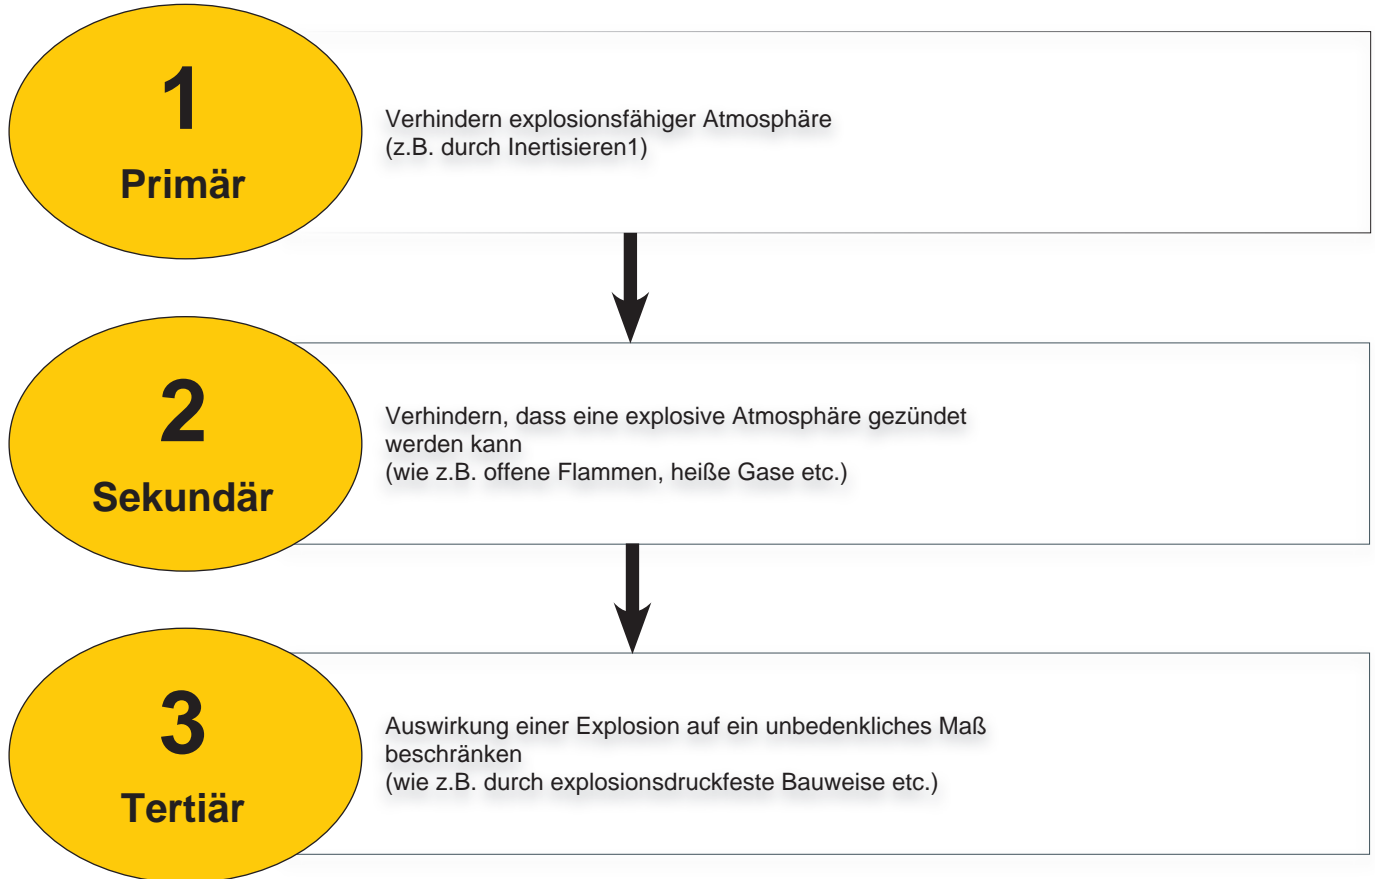 1
Primär
Verhindern explosionsfähiger Atmosphäre
(z.B. durch Inertisieren1)
2
Sekundär
Verhindern, dass eine explosive Atmosphäre gezündet
werden kann
(wie z.B. offene Flammen, heiße Gase etc.)
3
Tertiär
Auswirkung einer Explosion auf ein unbedenkliches Maß
beschränken
(wie z.B. durch explosionsdruckfeste Bauweise etc.)